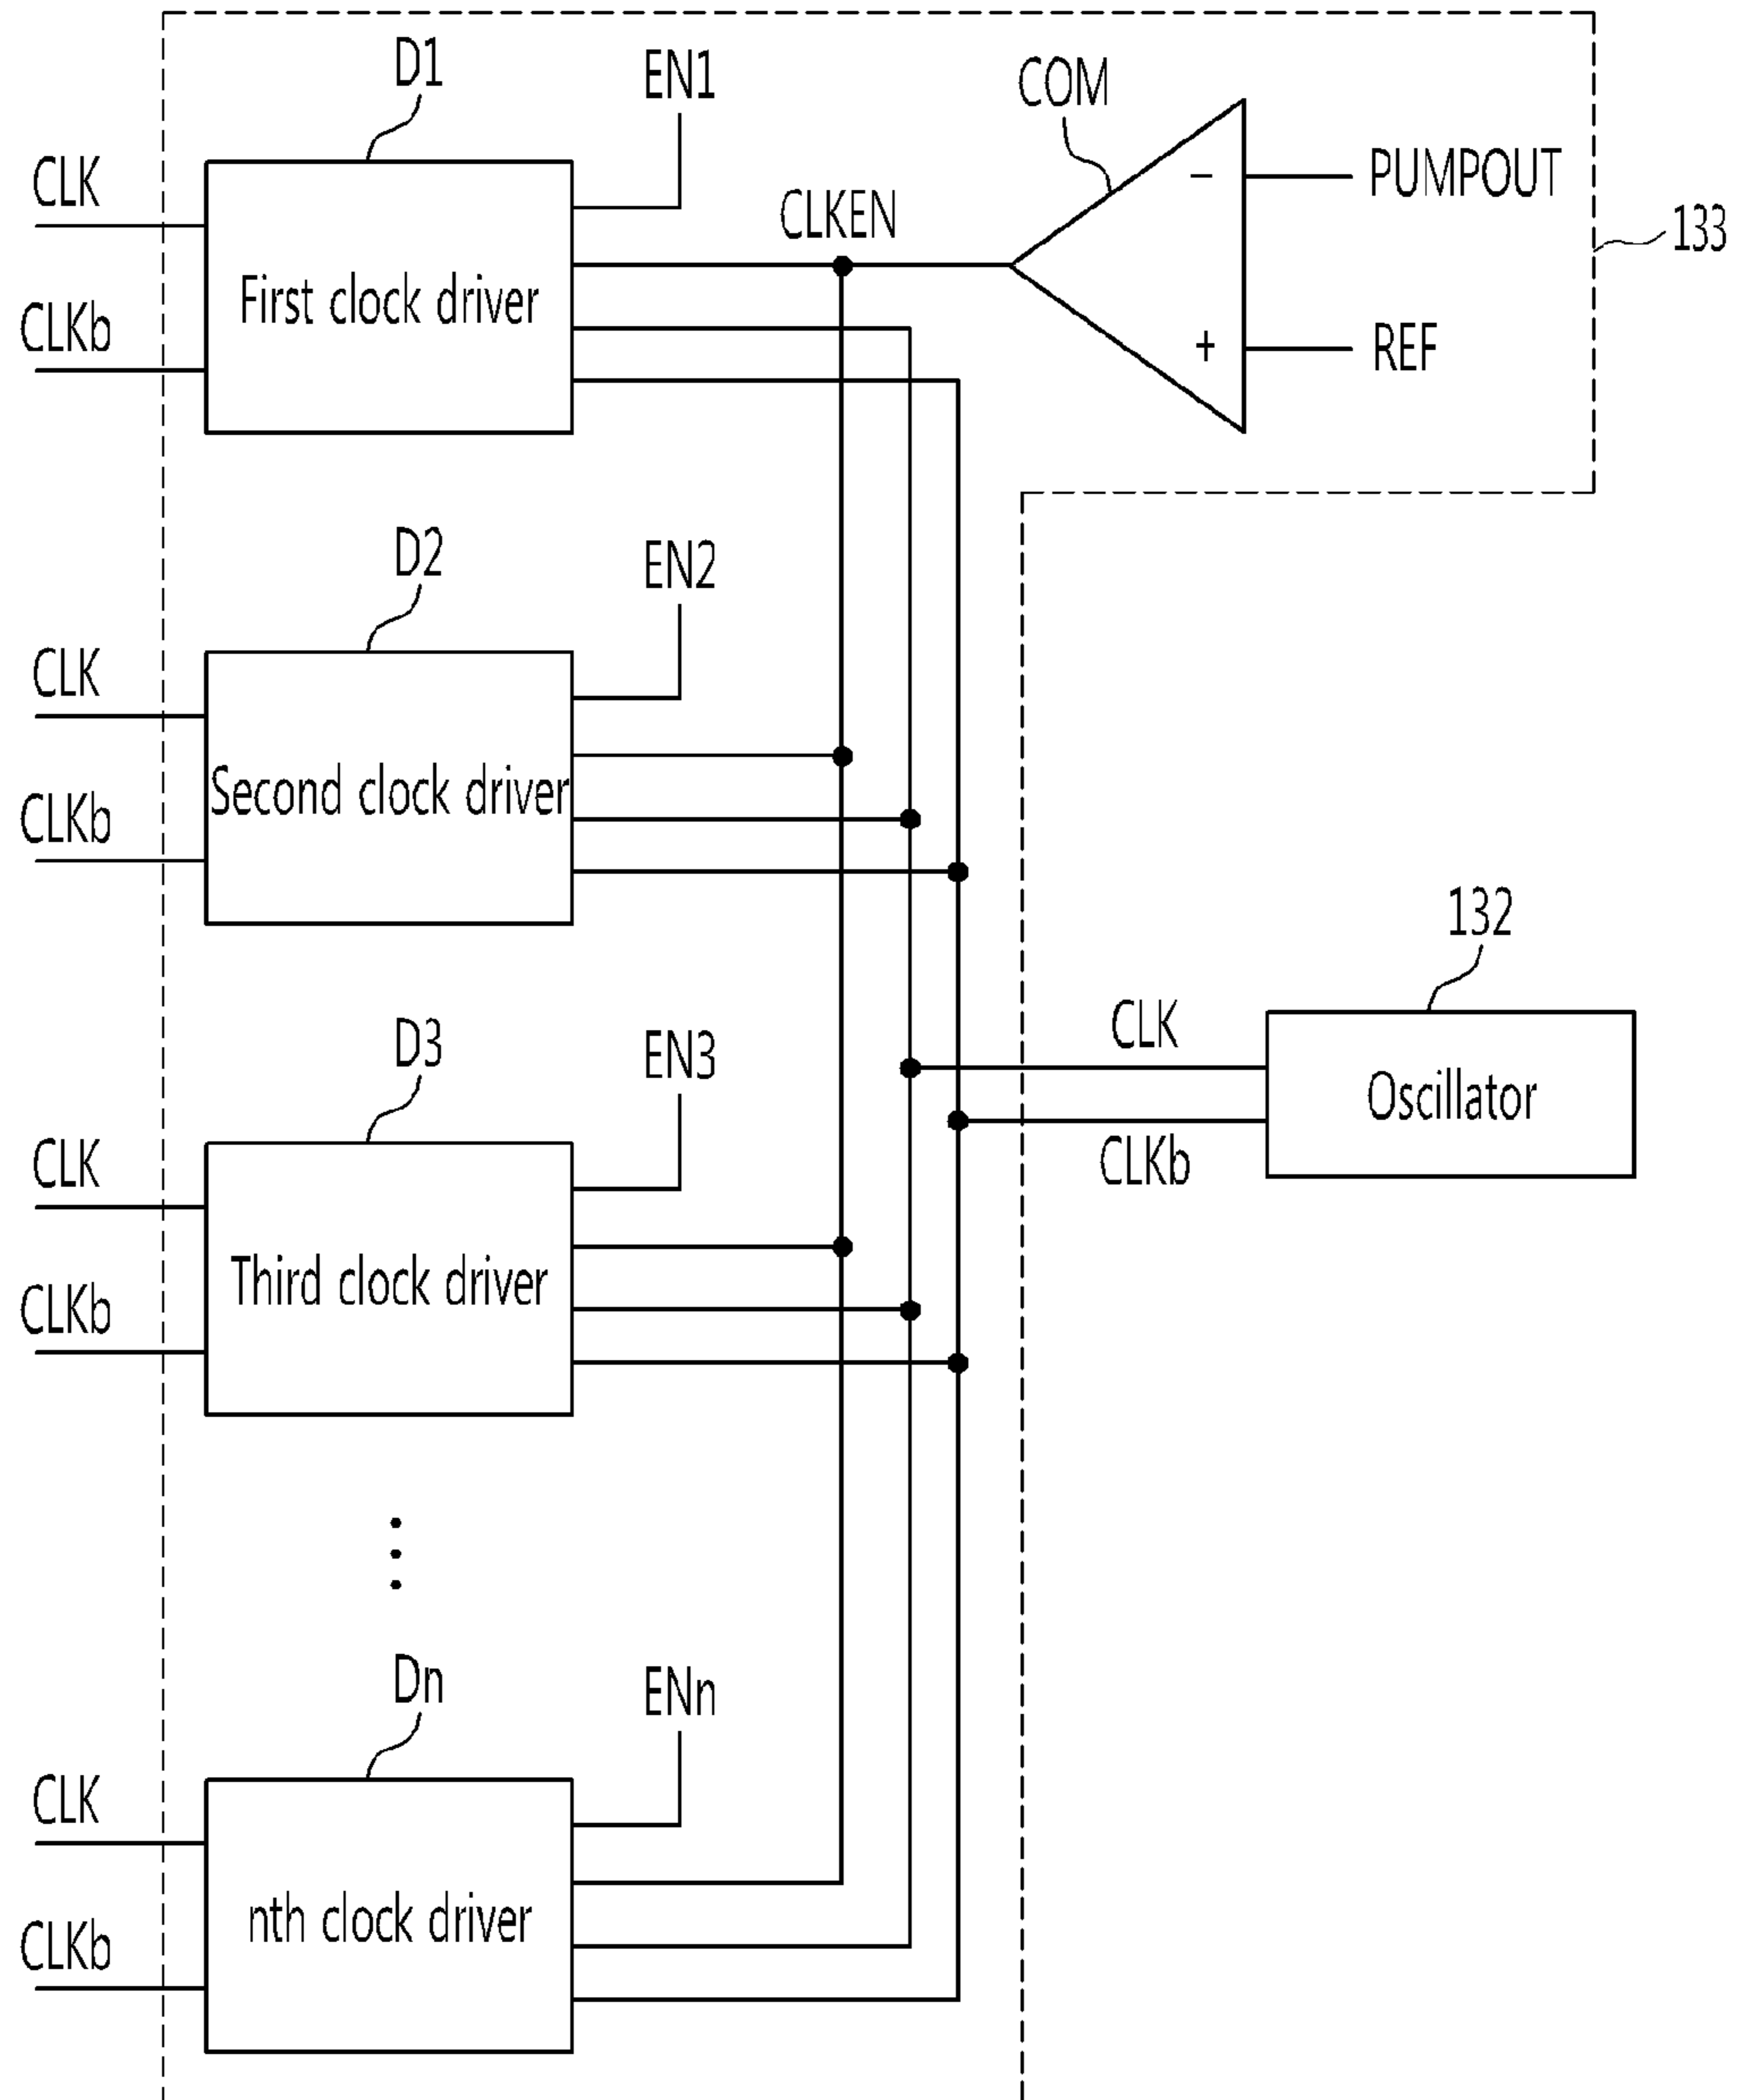 D1
EN1
COM
CLK
CLKEN
PUMPOUT
133
First clock driver
CLKb
REF
D2
EN2
CLK
Second clock driver
CLKb
132
D3
EN3
CLK
Oscillator
CLKb
CLK
Third clock driver
CLKb
Dn
ENn
CLK
nth clock driver
CLKb